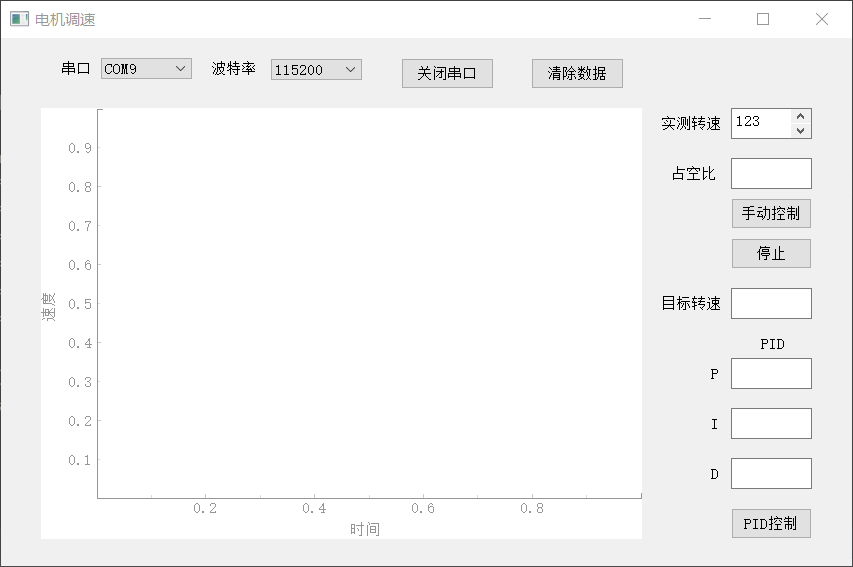 电机调速
串口 COM9 波特率 115200 关闭串口 清除数据
实测转速 123
占空比
手动控制
停止
目标转速
PID
P
I
D
PID控制
0.9
0.8
0.7
0.6
0.5
0.4
0.3
0.2
0.1
速度
0.2 0.4 0.6 0.8
时间